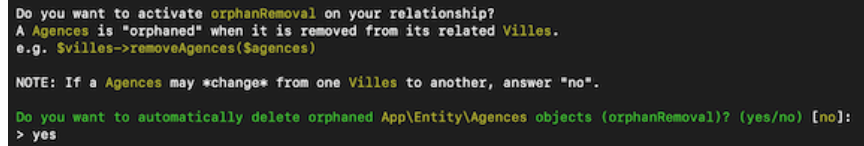 Do you want to activate orphanRemoval on your relationship?
A Agences is "orphaned" when it is removed from its related Villes.
e.g. $villes->removeAgences($agences)
NOTE: If a Agences may *change* from one Villes to another, answer "no".
Do you want to automatically delete orphaned App\Entity\Agences objects (orphanRemoval)? (yes/no) [no]:
> yes